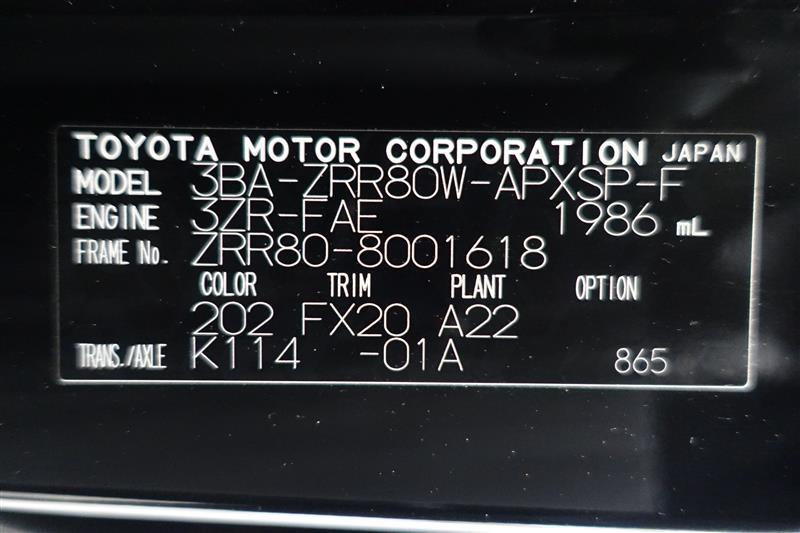 TOYOTA MOTOR CORPORATION JAPAN
MODEL 3BA-ZRR80W-APXSP-F
ENGINE 3ZR-FAE 1986 mL
FRAME No. ZRR80-8001618
COLOR TRIM PLANT OPTION
202 FX20 A22
TRANS./AXLE K114 -01A 865